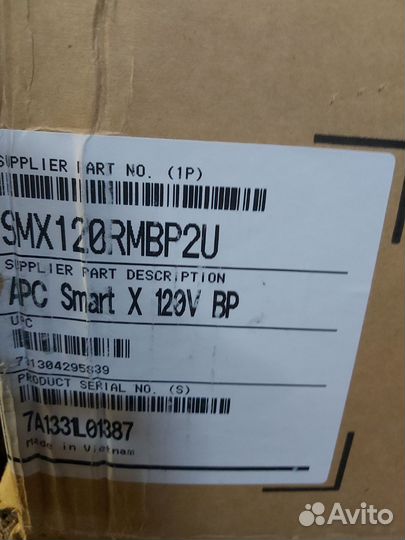 SUPPLIER PART NO. (1P)
SMX120RMBP2U
SUPPLIER PART DESCRIPTION
APC Smart X 120V BP
UPC
731304295839
PRODUCT SERIAL NO. (S)
7A1331L01387
Made in Vietnam
Avito